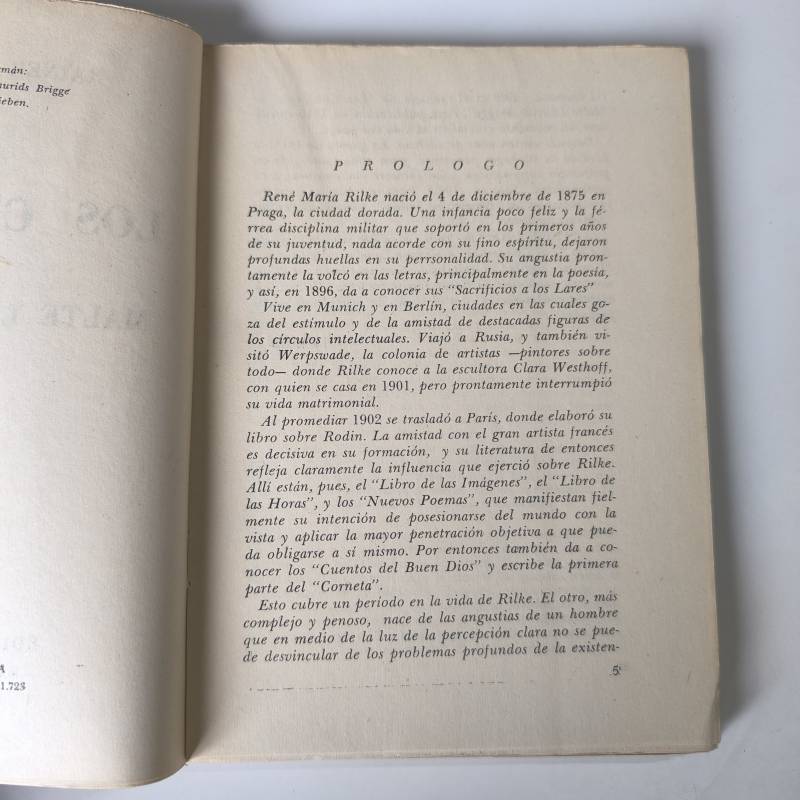 mán:
urids Brigge
ieben.
A
1.723
P R O L O G O
René María Rilke nació el 4 de diciembre de 1875 en
Praga, la ciudad dorada. Una infancia poco feliz y la fé-
rrea disciplina militar que soportó en los primeros años
de su juventud, nada acorde con su fino espíritu, dejaron
profundas huellas en su perrsonalidad. Su angustia pron-
tamente la volcó en las letras, principalmente en la poesía,
y así, en 1896, da a conocer sus "Sacrificios a los Lares"
Vive en Munich y en Berlín, ciudades en las cuales go-
za del estímulo y de la amistad de destacadas figuras de
los círculos intelectuales. Viajó a Rusia, y también vi-
sitó Werpswade, la colonia de artistas —pintores sobre
todo— donde Rilke conoce a la escultora Clara Westhoff,
con quien se casa en 1901, pero prontamente interrumpió
su vida matrimonial.
Al promediar 1902 se trasladó a París, donde elaboró su
libro sobre Rodin. La amistad con el gran artista francés
es decisiva en su formación, y su literatura de entonces
refleja claramente la influencia que ejerció sobre Rilke.
Allí están, pues, el "Libro de las Imágenes", el "Libro de
las Horas", y los "Nuevos Poemas", que manifiestan fiel-
mente su intención de posesionarse del mundo con la
vista y aplicar la mayor penetración objetiva a que pue-
da obligarse a sí mismo. Por entonces también da a co-
nocer los "Cuentos del Buen Dios" y escribe la primera
parte del "Corneta".
Esto cubre un período en la vida de Rilke. El otro, más
complejo y penoso, nace de las angustias de un hombre
que en medio de la luz de la percepción clara no se pue-
de desvincular de los problemas profundos de la existen-
5